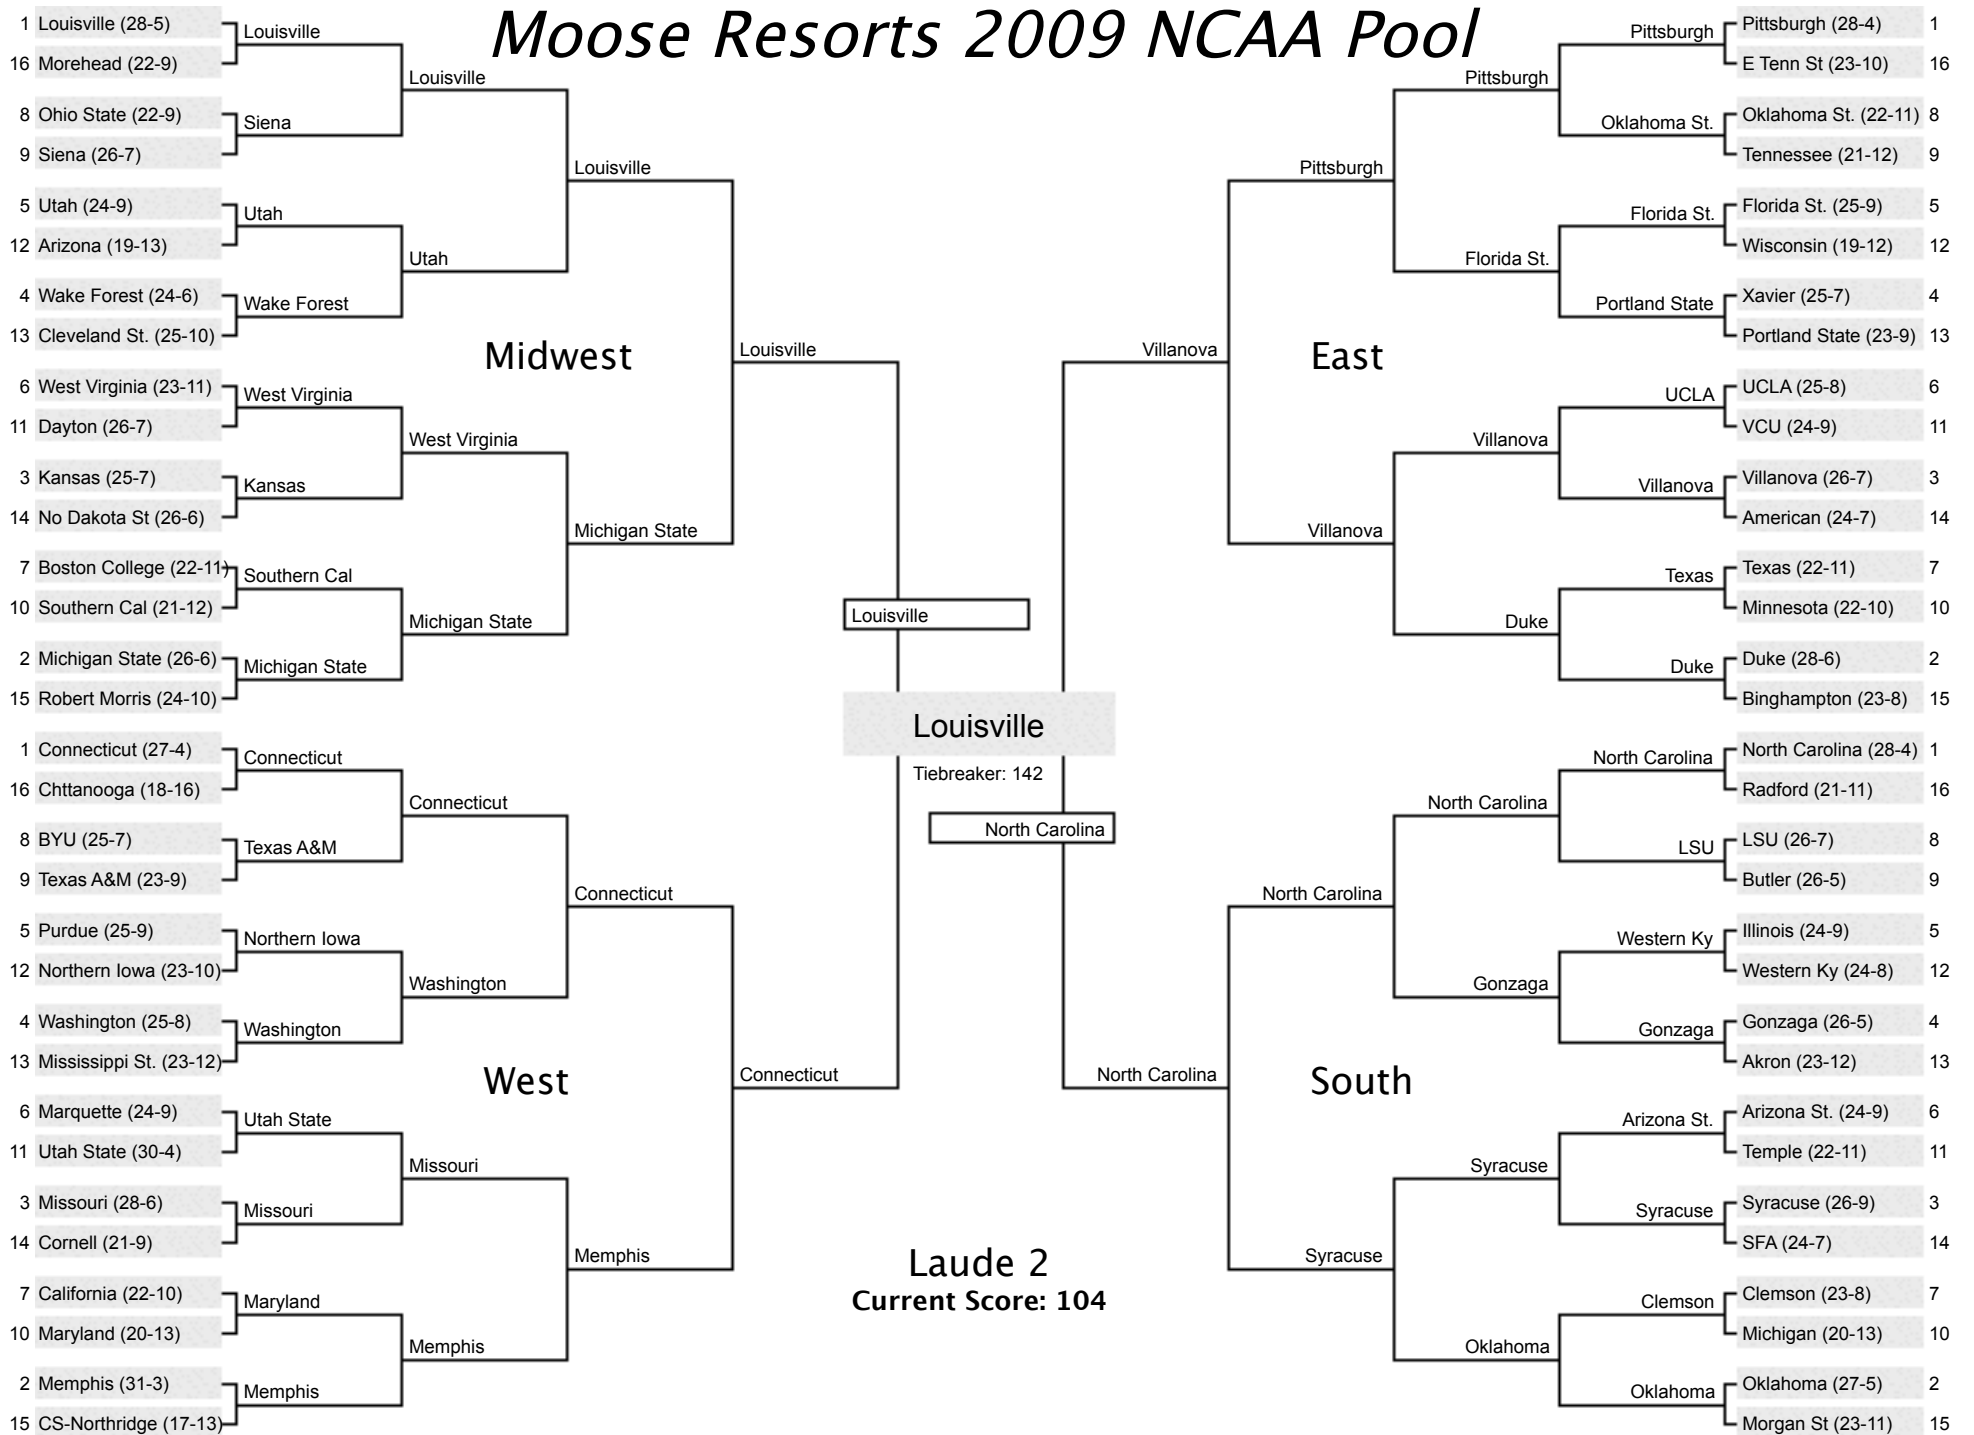 Moose Resorts 2009 NCAA Pool
1 Louisville (28-5)
16 Morehead (22-9)
8 Ohio State (22-9)
9 Siena (26-7)
5 Utah (24-9)
12 Arizona (19-13)
4 Wake Forest (24-6)
13 Cleveland St. (25-10)
6 West Virginia (23-11)
11 Dayton (26-7)
3 Kansas (25-7)
14 No Dakota St (26-6)
7 Boston College (22-11)
10 Southern Cal (21-12)
2 Michigan State (26-6)
15 Robert Morris (24-10)
Louisville
Siena
Utah
Wake Forest
West Virginia
Kansas
Southern Cal
Michigan State
Louisville
Utah
West Virginia
Michigan State
Louisville
Michigan State
Louisville
Midwest
1 Connecticut (27-4)
16 Chttanooga (18-16)
8 BYU (25-7)
9 Texas A&M (23-9)
5 Purdue (25-9)
12 Northern Iowa (23-10)
4 Washington (25-8)
13 Mississippi St. (23-12)
6 Marquette (24-9)
11 Utah State (30-4)
3 Missouri (28-6)
14 Cornell (21-9)
7 California (22-10)
10 Maryland (20-13)
2 Memphis (31-3)
15 CS-Northridge (17-13)
Connecticut
Texas A&M
Northern Iowa
Washington
Utah State
Missouri
Maryland
Memphis
Connecticut
Washington
Missouri
Memphis
Connecticut
Memphis
Connecticut
West
Louisville
Louisville
Tiebreaker: 142
North Carolina
Laude 2
Current Score: 104
Pittsburgh (28-4) 1
E Tenn St (23-10) 16
Oklahoma St. (22-11) 8
Tennessee (21-12) 9
Florida St. (25-9) 5
Wisconsin (19-12) 12
Xavier (25-7) 4
Portland State (23-9) 13
UCLA (25-8) 6
VCU (24-9) 11
Villanova (26-7) 3
American (24-7) 14
Texas (22-11) 7
Minnesota (22-10) 10
Duke (28-6) 2
Binghampton (23-8) 15
Pittsburgh
Oklahoma St.
Florida St.
Portland State
UCLA
Villanova
Texas
Duke
Pittsburgh
Florida St.
Villanova
Duke
Pittsburgh
Villanova
Villanova
East
North Carolina (28-4) 1
Radford (21-11) 16
LSU (26-7) 8
Butler (26-5) 9
Illinois (24-9) 5
Western Ky (24-8) 12
Gonzaga (26-5) 4
Akron (23-12) 13
Arizona St. (24-9) 6
Temple (22-11) 11
Syracuse (26-9) 3
SFA (24-7) 14
Clemson (23-8) 7
Michigan (20-13) 10
Oklahoma (27-5) 2
Morgan St (23-11) 15
North Carolina
LSU
Western Ky
Gonzaga
Arizona St.
Syracuse
Clemson
Oklahoma
North Carolina
Gonzaga
Syracuse
Oklahoma
North Carolina
Syracuse
North Carolina
South